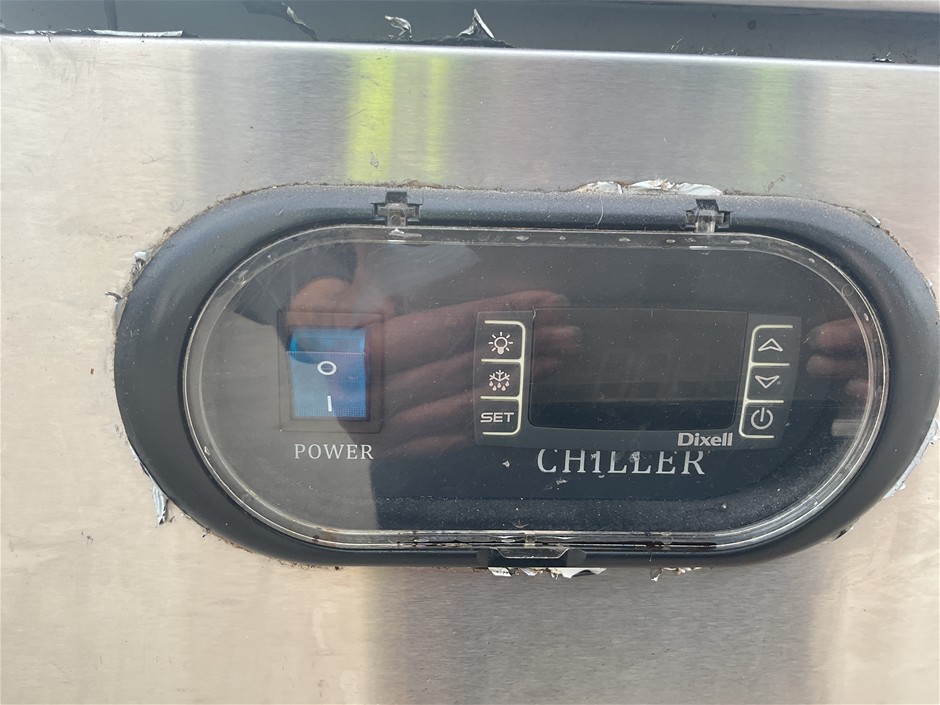 O
I
POWER
SET
Dixell
CHILLER